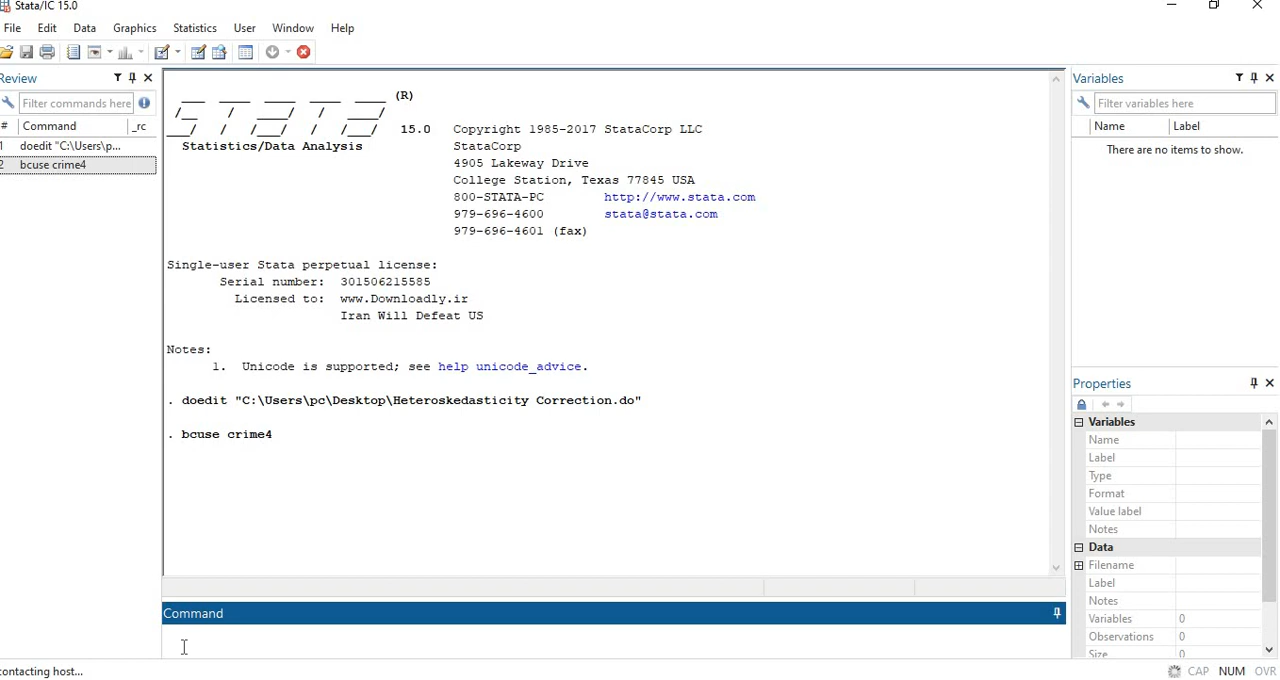 Stata/IC 15.0
File Edit Data Graphics Statistics User Window Help
Review
Filter commands here
# Command _rc
1 doedit "C:\Users\p...
2 bcuse crime4
(R)
15.0 Copyright 1985-2017 StataCorp LLC
Statistics/Data Analysis StataCorp
4905 Lakeway Drive
College Station, Texas 77845 USA
800-STATA-PC http://www.stata.com
979-696-4600 stata@stata.com
979-696-4601 (fax)
Single-user Stata perpetual license:
Serial number: 301506215585
Licensed to: www.Downloadly.ir
Iran Will Defeat US
Notes:
1. Unicode is supported; see help unicode_advice.
. doedit "C:\Users\pc\Desktop\Heteroskedasticity Correction.do"
. bcuse crime4
Command
Variables
Filter variables here
Name Label
There are no items to show.
Properties
Variables
Name
Label
Type
Format
Value label
Notes
Data
Filename
Label
Notes
Variables 0
Observations 0
Size 0
contacting host...
CAP NUM OVR